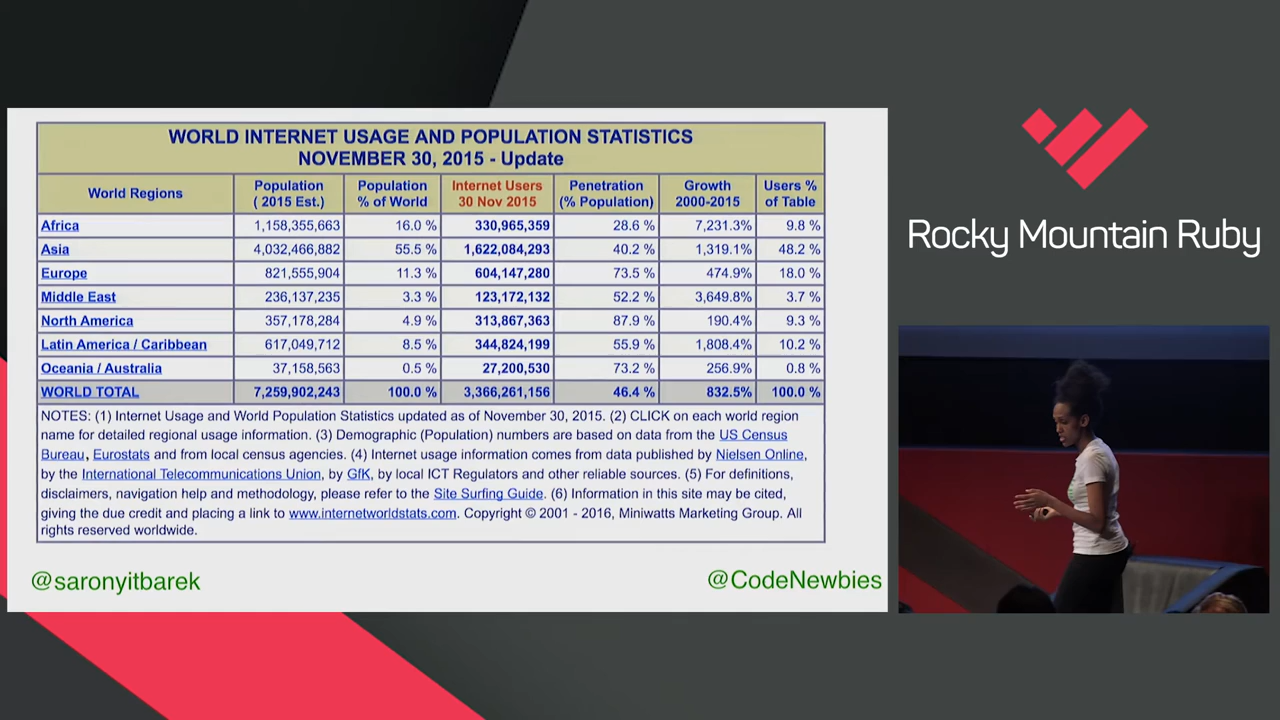 WORLD INTERNET USAGE AND POPULATION STATISTICS
NOVEMBER 30, 2015 - Update
World Regions Population ( 2015 Est.) Population % of World Internet Users 30 Nov 2015 Penetration (% Population) Growth 2000-2015 Users % of Table
Africa 1,158,355,663 16.0 % 330,965,359 28.6 % 7,231.3% 9.8 %
Asia 4,032,466,882 55.5 % 1,622,084,293 40.2 % 1,319.1% 48.2 %
Europe 821,555,904 11.3 % 604,147,280 73.5 % 474.9% 18.0 %
Middle East 236,137,235 3.3 % 123,172,132 52.2 % 3,649.8% 3.7 %
North America 357,178,284 4.9 % 313,867,363 87.9 % 190.4% 9.3 %
Latin America / Caribbean 617,049,712 8.5 % 344,824,199 55.9 % 1,808.4% 10.2 %
Oceania / Australia 37,158,563 0.5 % 27,200,530 73.2 % 256.9% 0.8 %
WORLD TOTAL 7,259,902,243 100.0 % 3,366,261,156 46.4 % 832.5% 100.0 %
NOTES: (1) Internet Usage and World Population Statistics updated as of November 30, 2015. (2) CLICK on each world region
name for detailed regional usage information. (3) Demographic (Population) numbers are based on data from the US Census
Bureau, Eurostats and from local census agencies. (4) Internet usage information comes from data published by Nielsen Online,
by the International Telecommunications Union, by GfK, by local ICT Regulators and other reliable sources. (5) For definitions,
disclaimers, navigation help and methodology, please refer to the Site Surfing Guide. (6) Information in this site may be cited,
giving the due credit and placing a link to www.internetworldstats.com. Copyright © 2001 - 2016, Miniwatts Marketing Group. All
rights reserved worldwide.
@saronyitbarek @CodeNewbies
Rocky Mountain Ruby